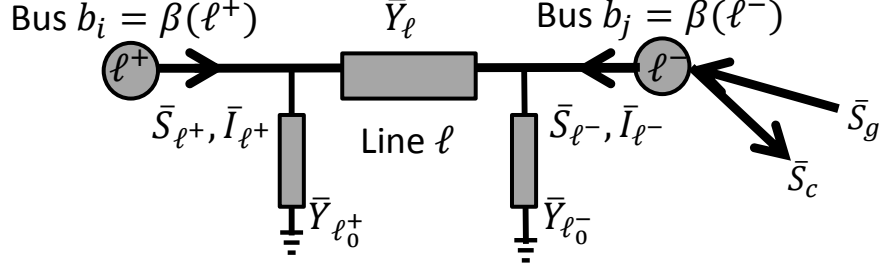 Bus b_i = β(ℓ⁺) Ȳ_ℓ Bus b_j = β(ℓ⁻)
ℓ⁺ ℓ⁻
S̄_ℓ⁺, Ī_ℓ⁺ Line ℓ S̄_ℓ⁻, Ī_ℓ⁻ S̄_g
S̄_c
Ȳ_ℓ₀⁺ Ȳ_ℓ₀⁻